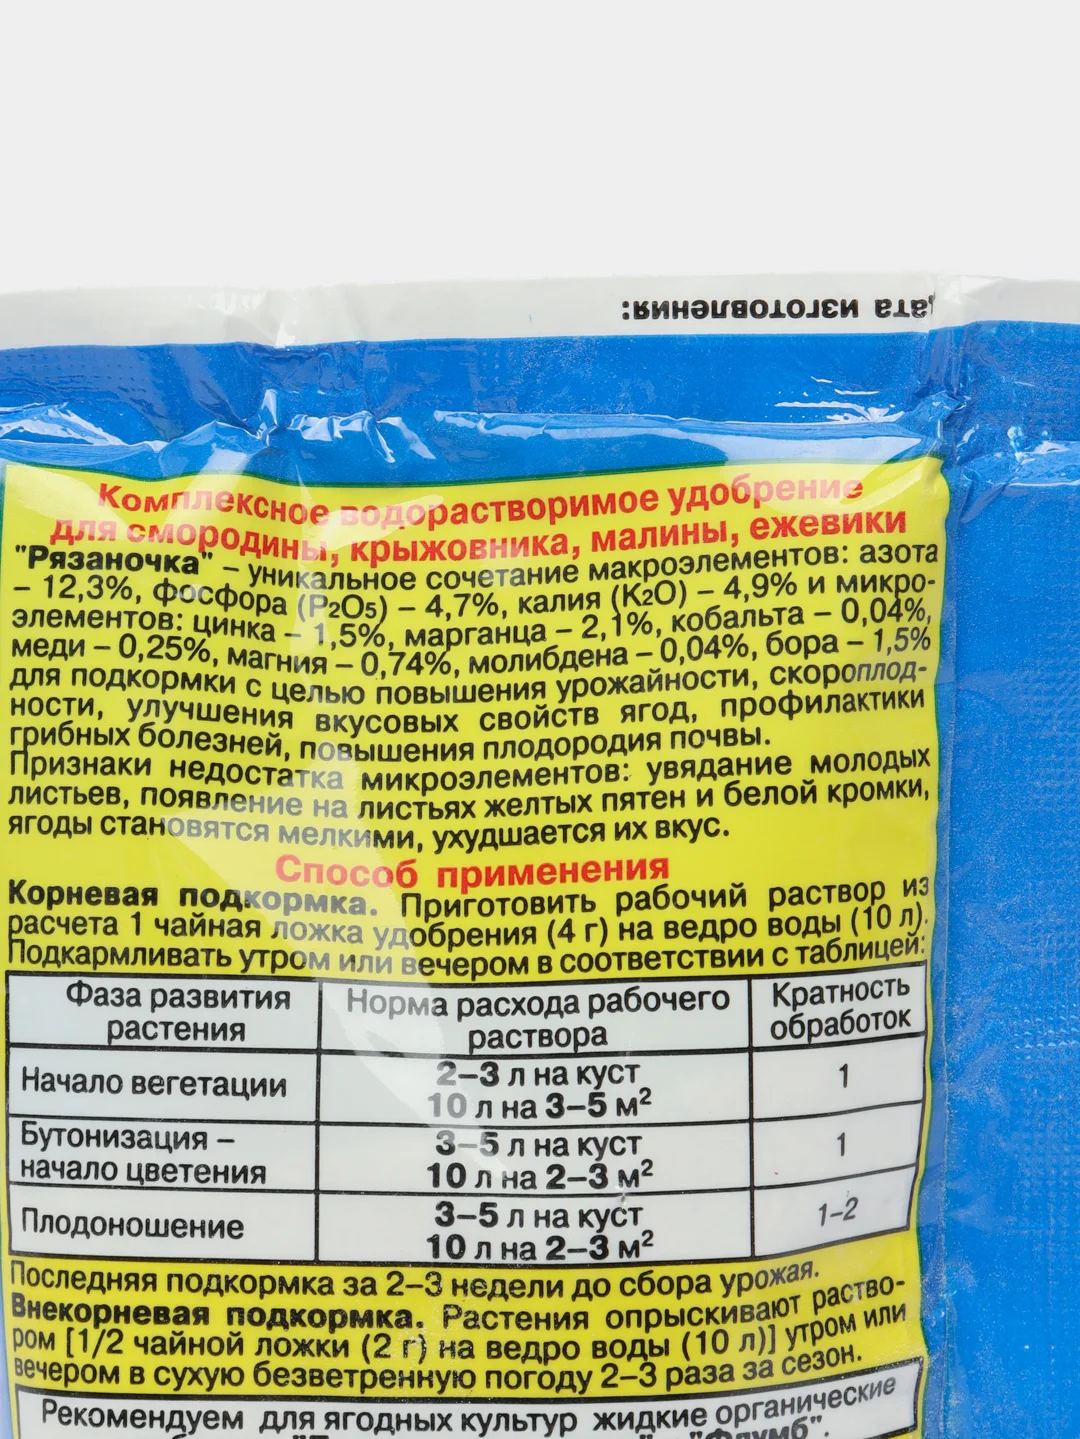 дата изготовления:
Комплексное водорастворимое удобрение
для смородины, крыжовника, малины, ежевики
"Рязаночка" – уникальное сочетание макроэлементов: азота
– 12,3%, фосфора (P2O5) – 4,7%, калия (K2O) – 4,9% и микро-
элементов: цинка – 1,5%, марганца – 2,1%, кобальта – 0,04%,
меди – 0,25%, магния – 0,74%, молибдена – 0,04%, бора – 1,5%
для подкормки с целью повышения урожайности, скороплод-
ности, улучшения вкусовых свойств ягод, профилактики
грибных болезней, повышения плодородия почвы.
Признаки недостатка микроэлементов: увядание молодых
листьев, появление на листьях желтых пятен и белой кромки,
ягоды становятся мелкими, ухудшается их вкус.
Способ применения
Корневая подкормка. Приготовить рабочий раствор из
расчета 1 чайная ложка удобрения (4 г) на ведро воды (10 л).
Подкармливать утром или вечером в соответствии с таблицей:
Фаза развития
растения
Норма расхода рабочего
раствора
Кратность
обработок
Начало вегетации
2–3 л на куст
10 л на 3–5 м²
1
Бутонизация –
начало цветения
3–5 л на куст
10 л на 2–3 м²
1
Плодоношение
3–5 л на куст
10 л на 2–3 м²
1–2
Последняя подкормка за 2–3 недели до сбора урожая.
Внекорневая подкормка. Растения опрыскивают раство-
ром [1/2 чайной ложки (2 г) на ведро воды (10 л)] утром или
вечером в сухую безветренную погоду 2–3 раза за сезон.
Рекомендуем для ягодных культур жидкие органические
"Флумб".